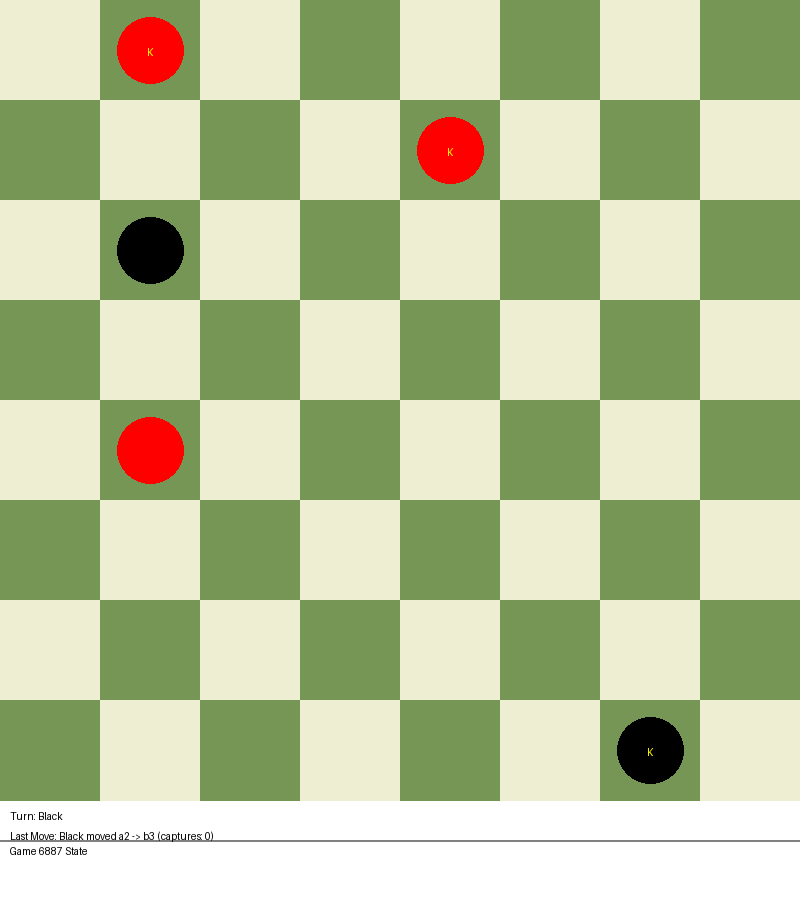 K
K
K
Turn: Black
Last Move: Black moved a2 -> b3 (captures: 0)
Game 6887 State